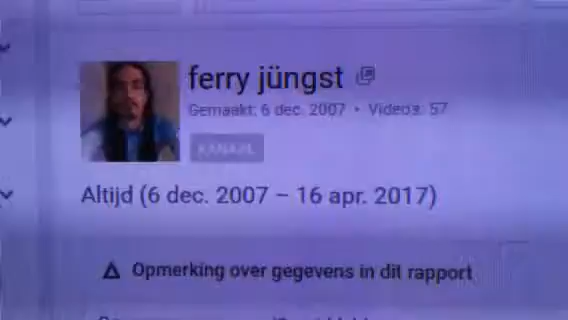 ferry jüngst
Gemaakt: 6 dec. 2007 • Video's: 57
KANAAL
Altijd (6 dec. 2007 – 16 apr. 2017)
Opmerking over gegevens in dit rapport